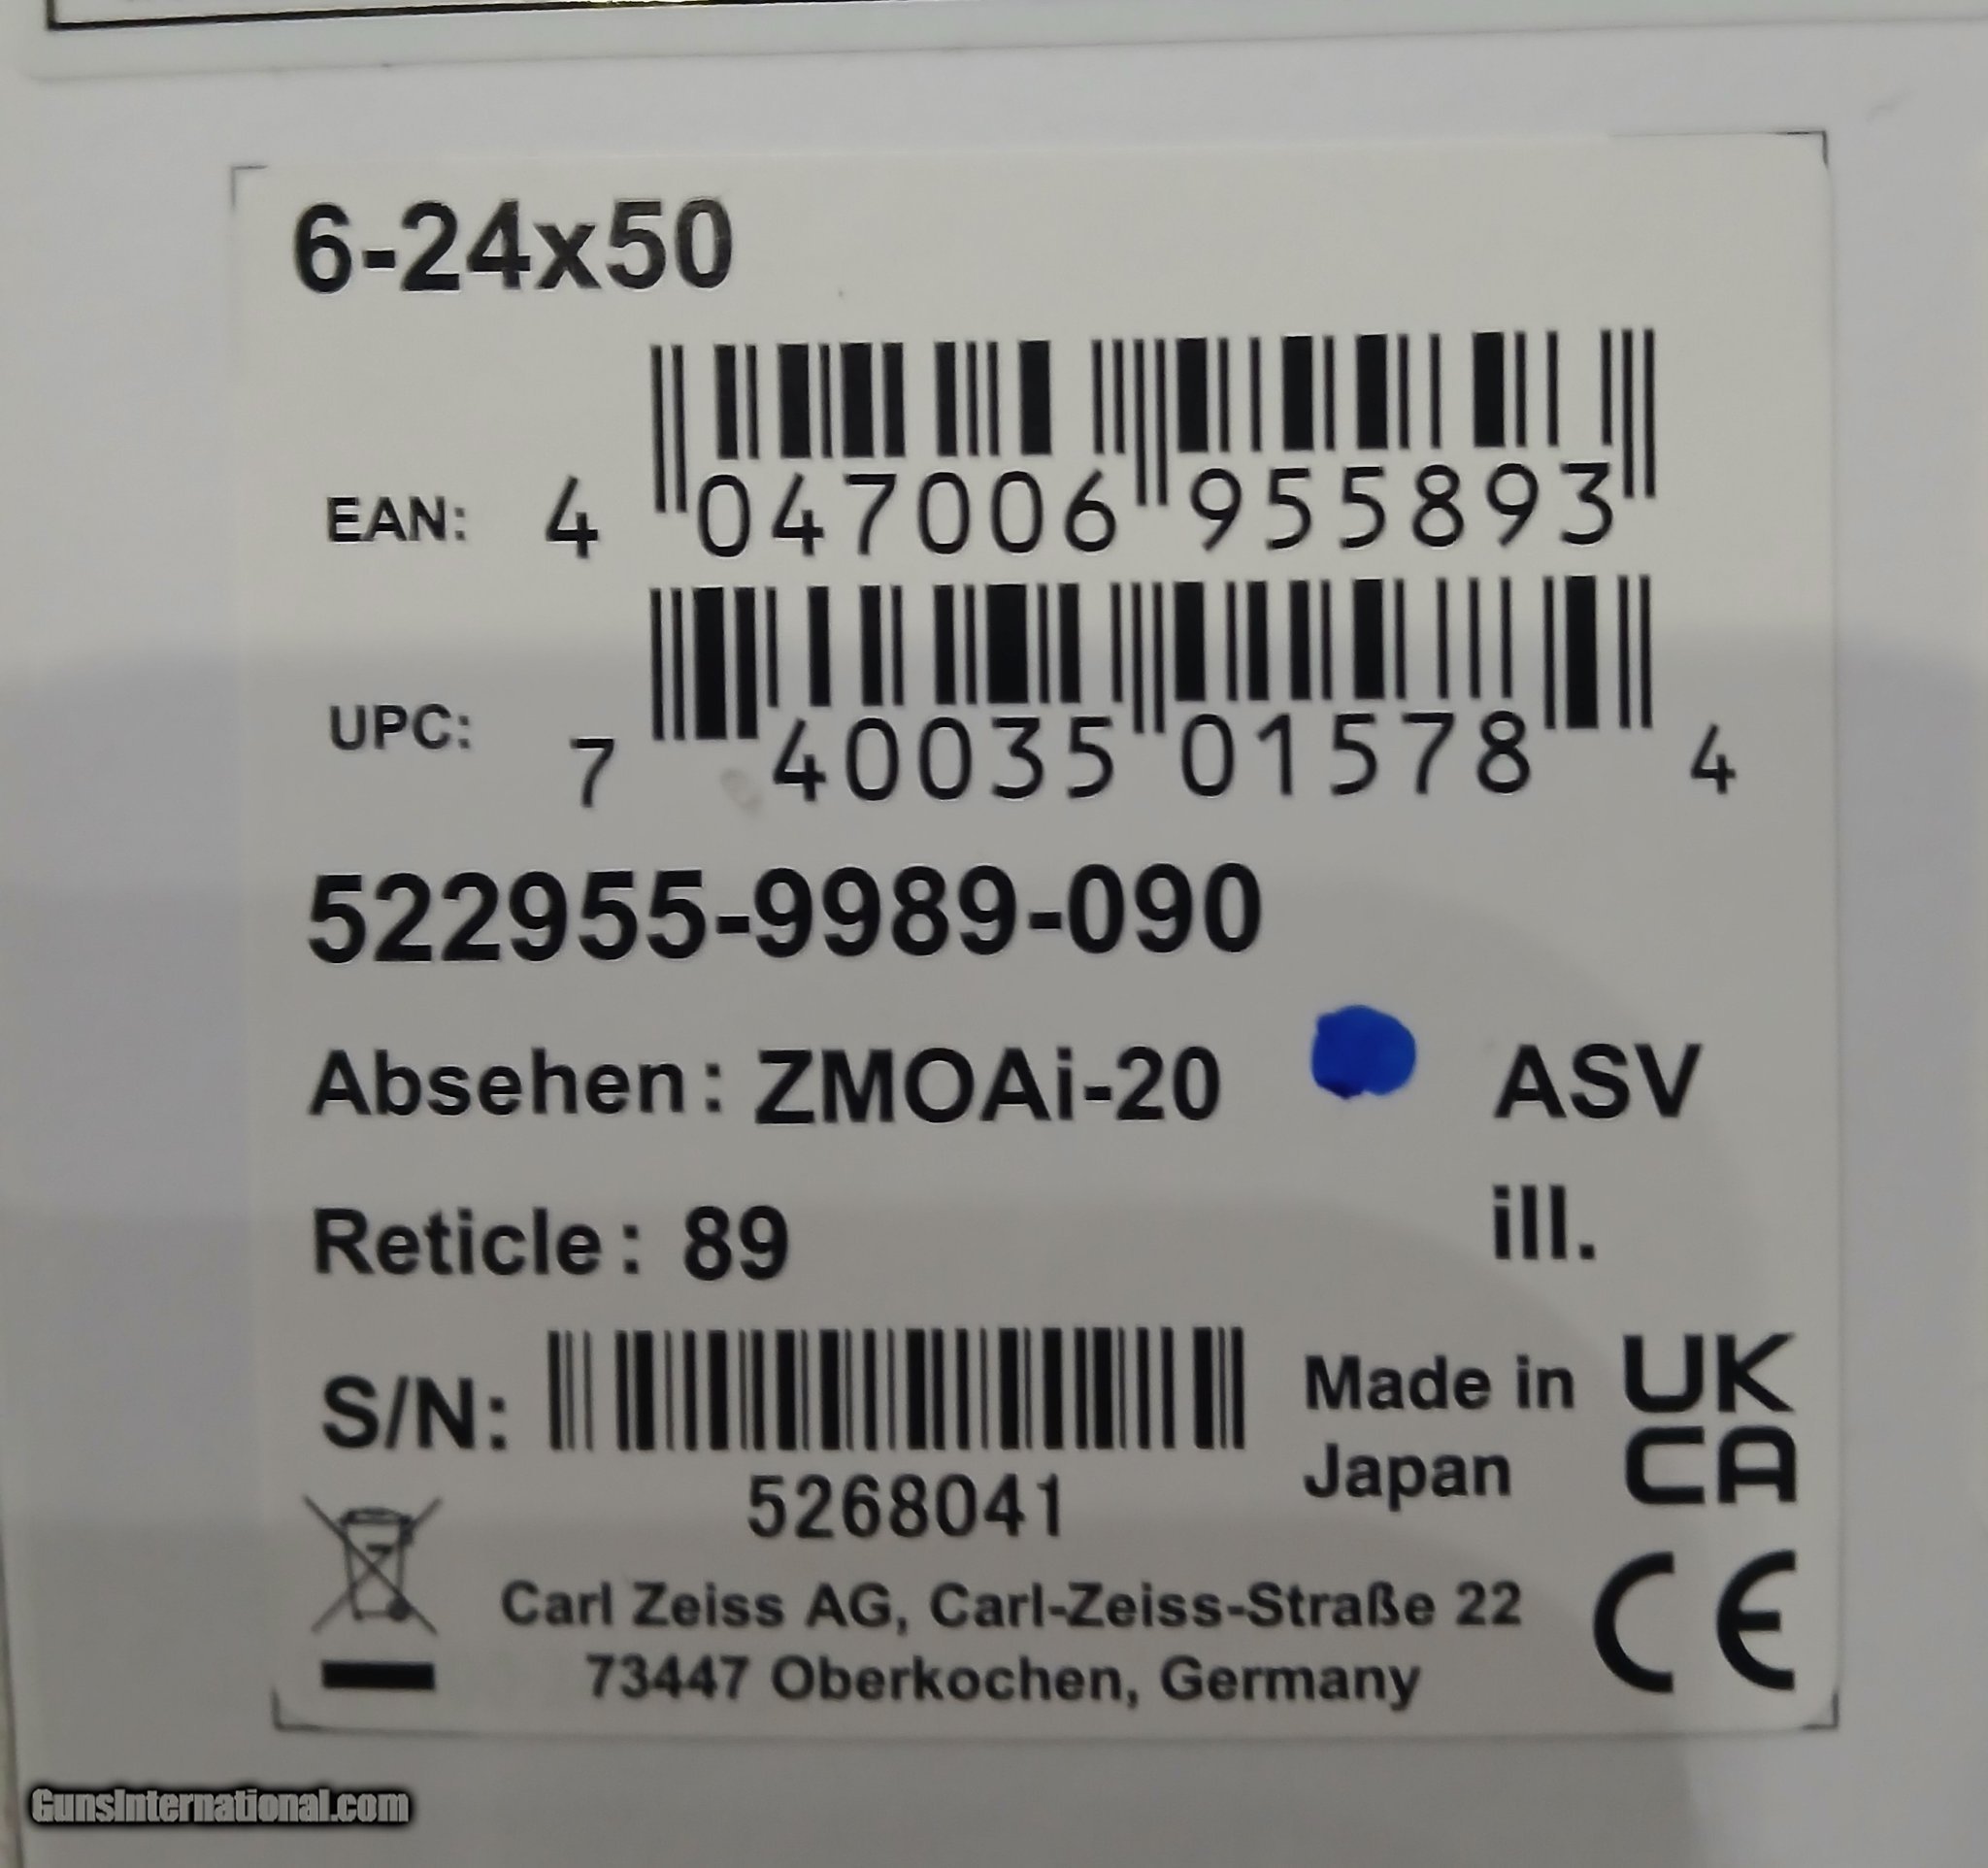 6-24x50
EAN: 4 047006 955893
UPC: 7 40035 01578 4
522955-9989-090
Absehen: ZMOAi-20 ASV
Reticle: 89 ill.
S/N: 5268041
Made in
Japan
UK
CA
CE
Carl Zeiss AG, Carl-Zeiss-Straße 22
73447 Oberkochen, Germany
GunsInternational.com